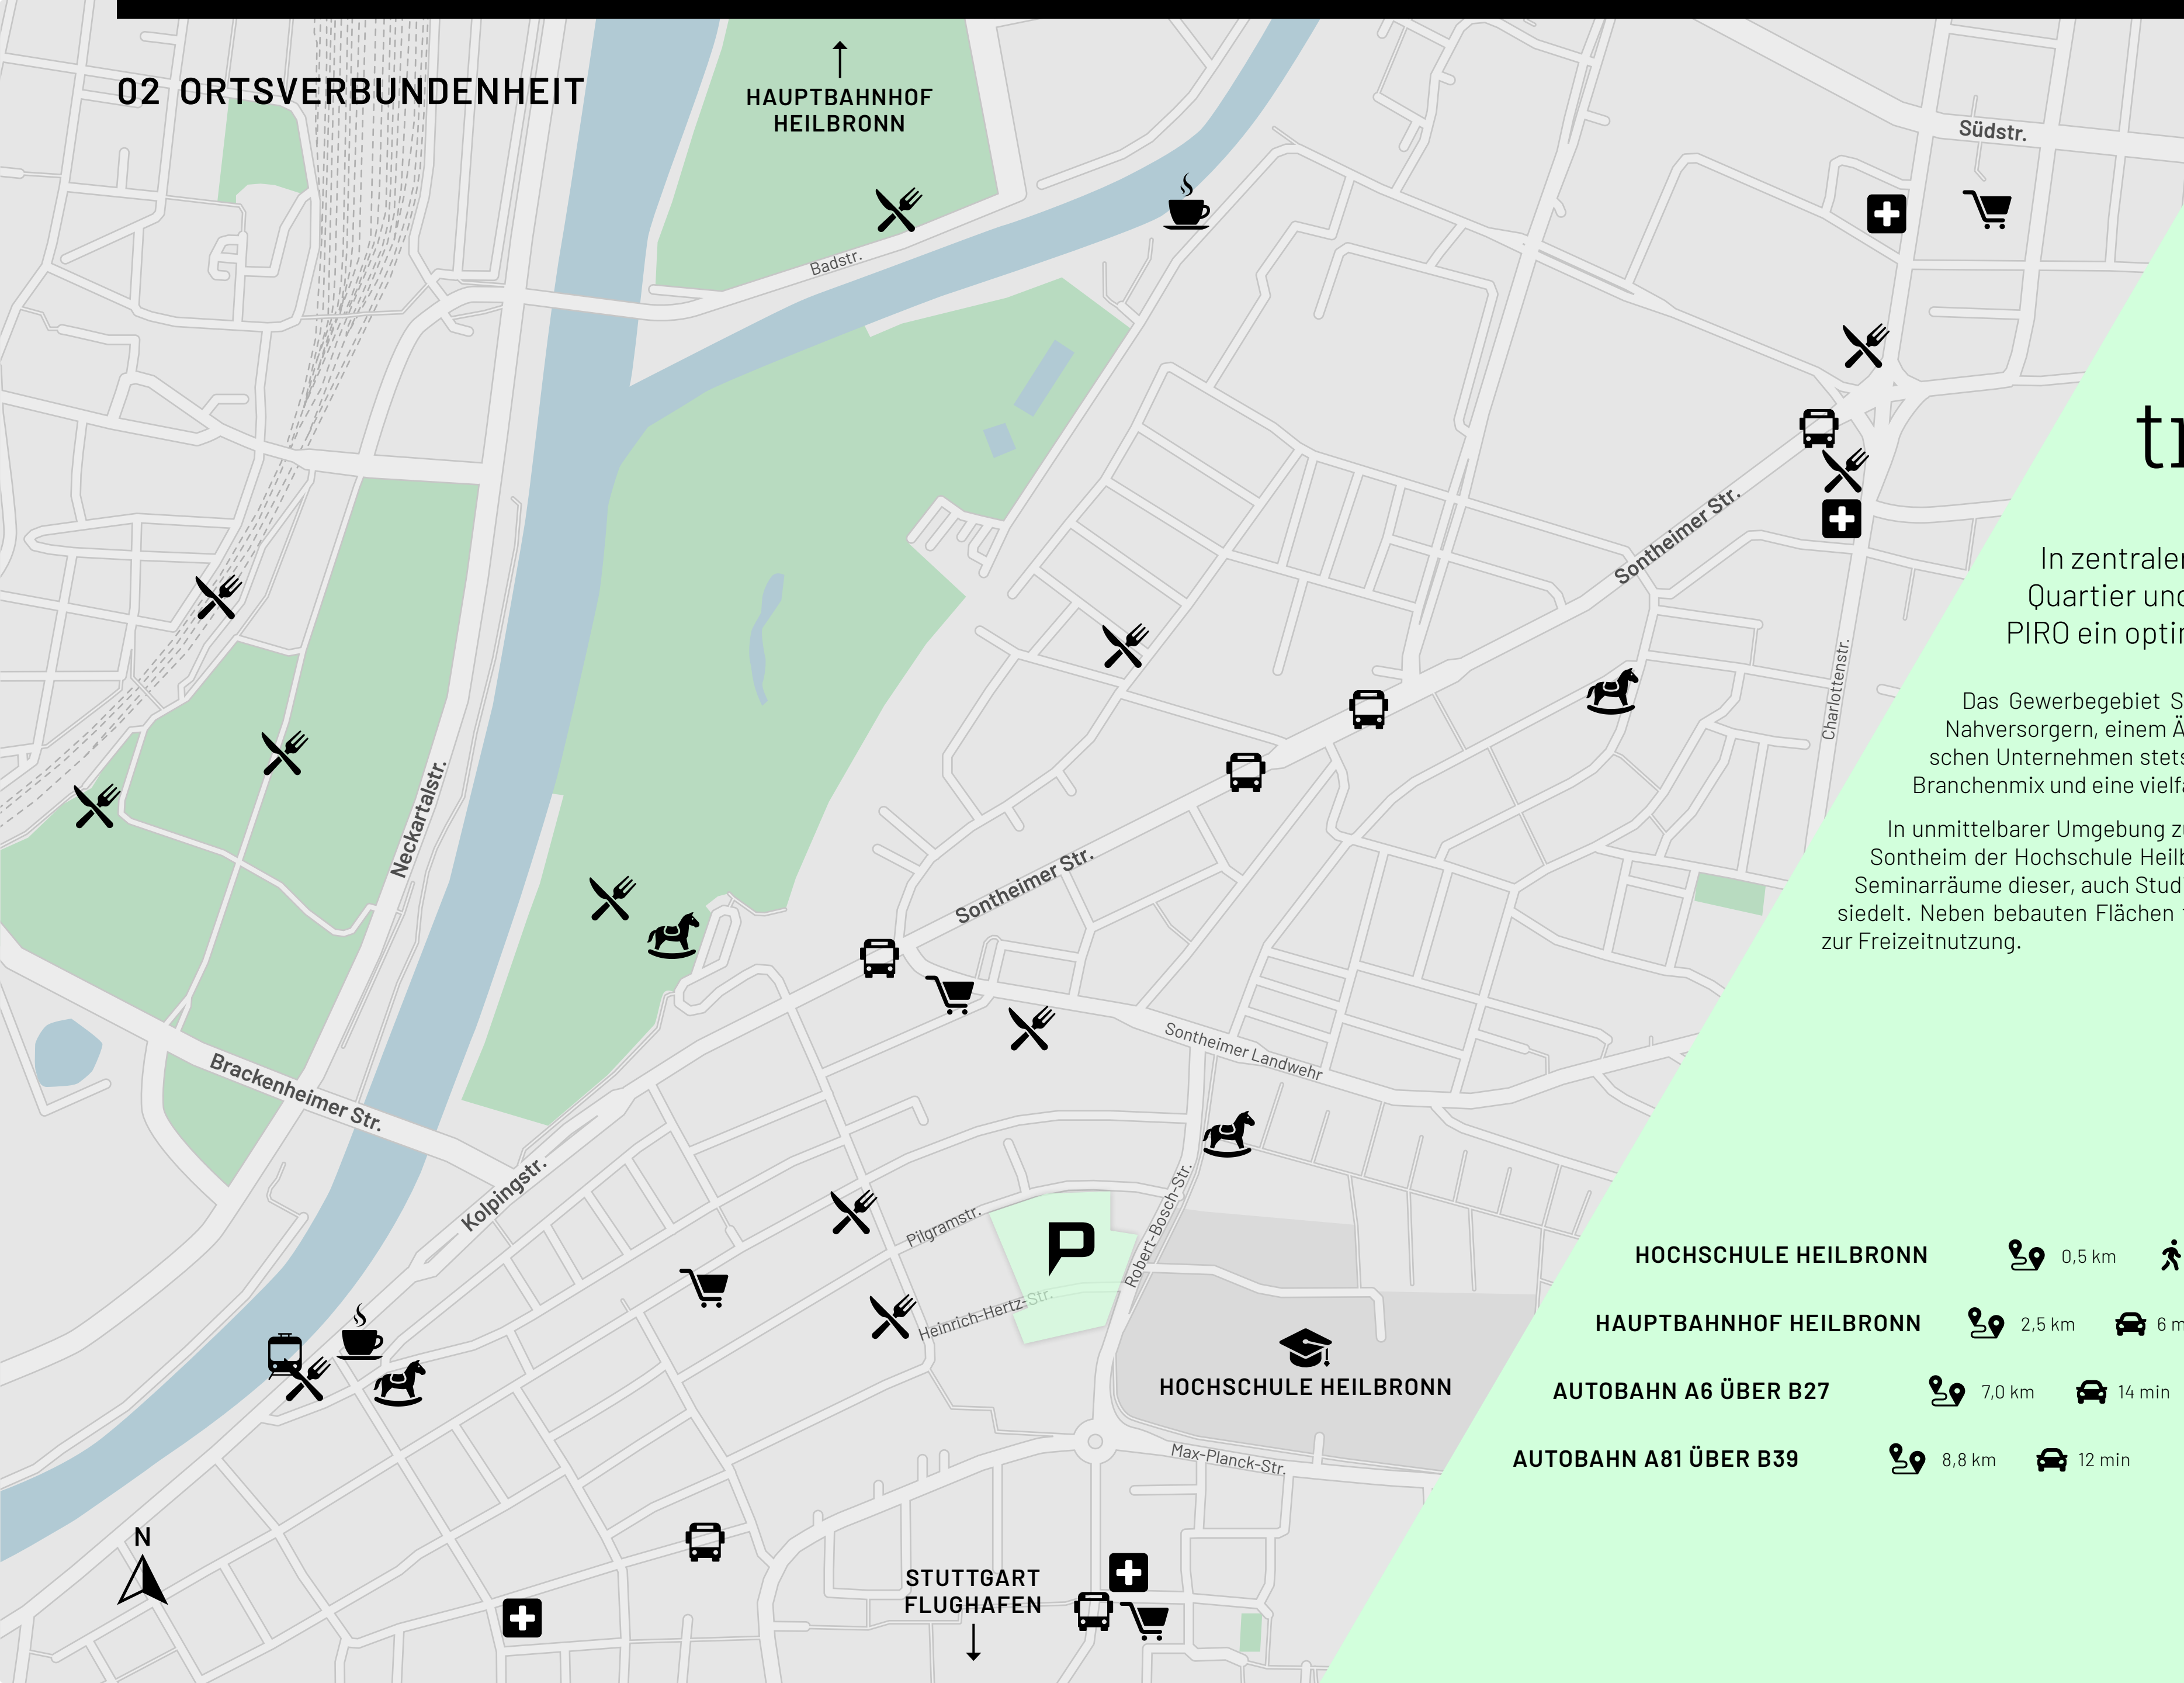 02 ORTSVERBUNDENHEIT
HAUPTBAHNHOF
HEILBRONN
Südstr.
Badstr.
Sontheimer Str.
Charlottenstr.
Neckartalstr.
Sontheimer Str.
Sontheimer Landwehr
Brackenheimer Str.
Kolpingstr.
Pilgramstr.
P
Robert-Bosch-Str.
Heinrich-Hertz-Str.
HOCHSCHULE HEILBRONN
Max-Planck-Str.
N
STUTTGART
FLUGHAFEN
In zentraler
Quartier und
PIRO ein optim
Das Gewerbegebiet S
Nahversorgern, einem Ä
schen Unternehmen stets
Branchenmix und eine vielfa
In unmittelbarer Umgebung zu
Sontheim der Hochschule Heilb
Seminarräume dieser, auch Stud
siedelt. Neben bebauten Flächen
zur Freizeitnutzung.
HOCHSCHULE HEILBRONN 0,5 km
HAUPTBAHNHOF HEILBRONN 2,5 km 6 m
AUTOBAHN A6 ÜBER B27 7,0 km 14 min
AUTOBAHN A81 ÜBER B39 8,8 km 12 min